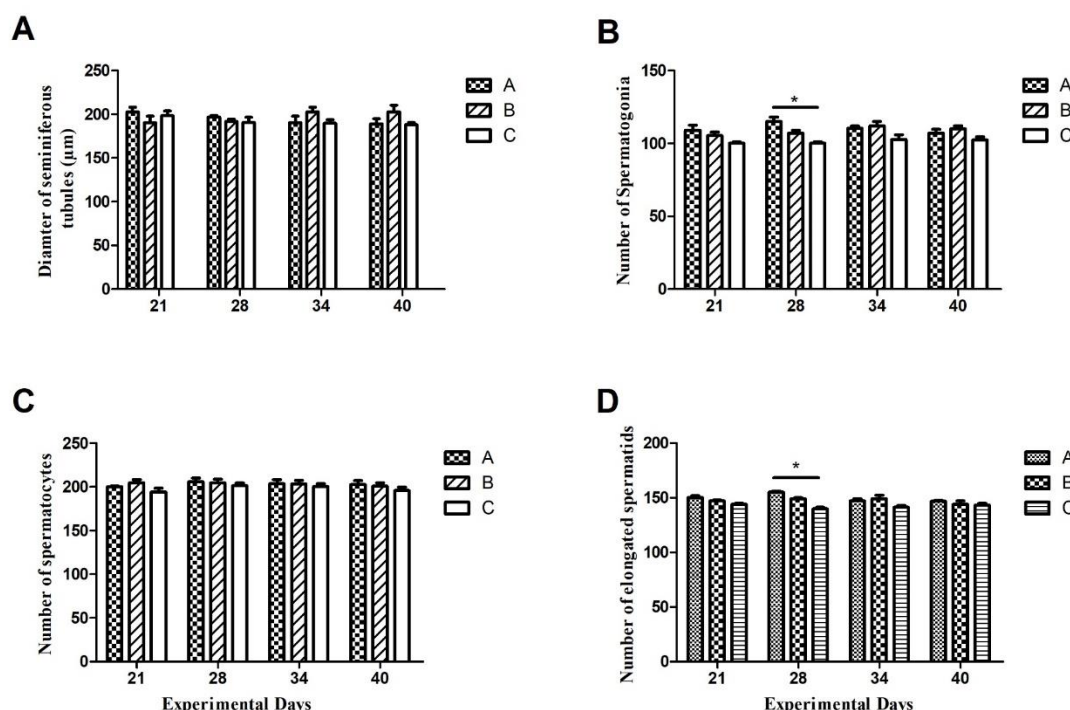 A
Diamter of seminiferous
tubules (µm)
250
200
150
100
50
0
21 28 34 40
A
B
C
B
Number of Spermatogonia
150
100
50
0
21 28 34 40
*
A
B
C
C
Number of spermatocytes
250
200
150
100
50
0
21 28 34 40
Experimental Days
A
B
C
D
Number of elongated spermatids
200
150
100
50
0
21 28 34 40
Experimental Days
*
A
B
C